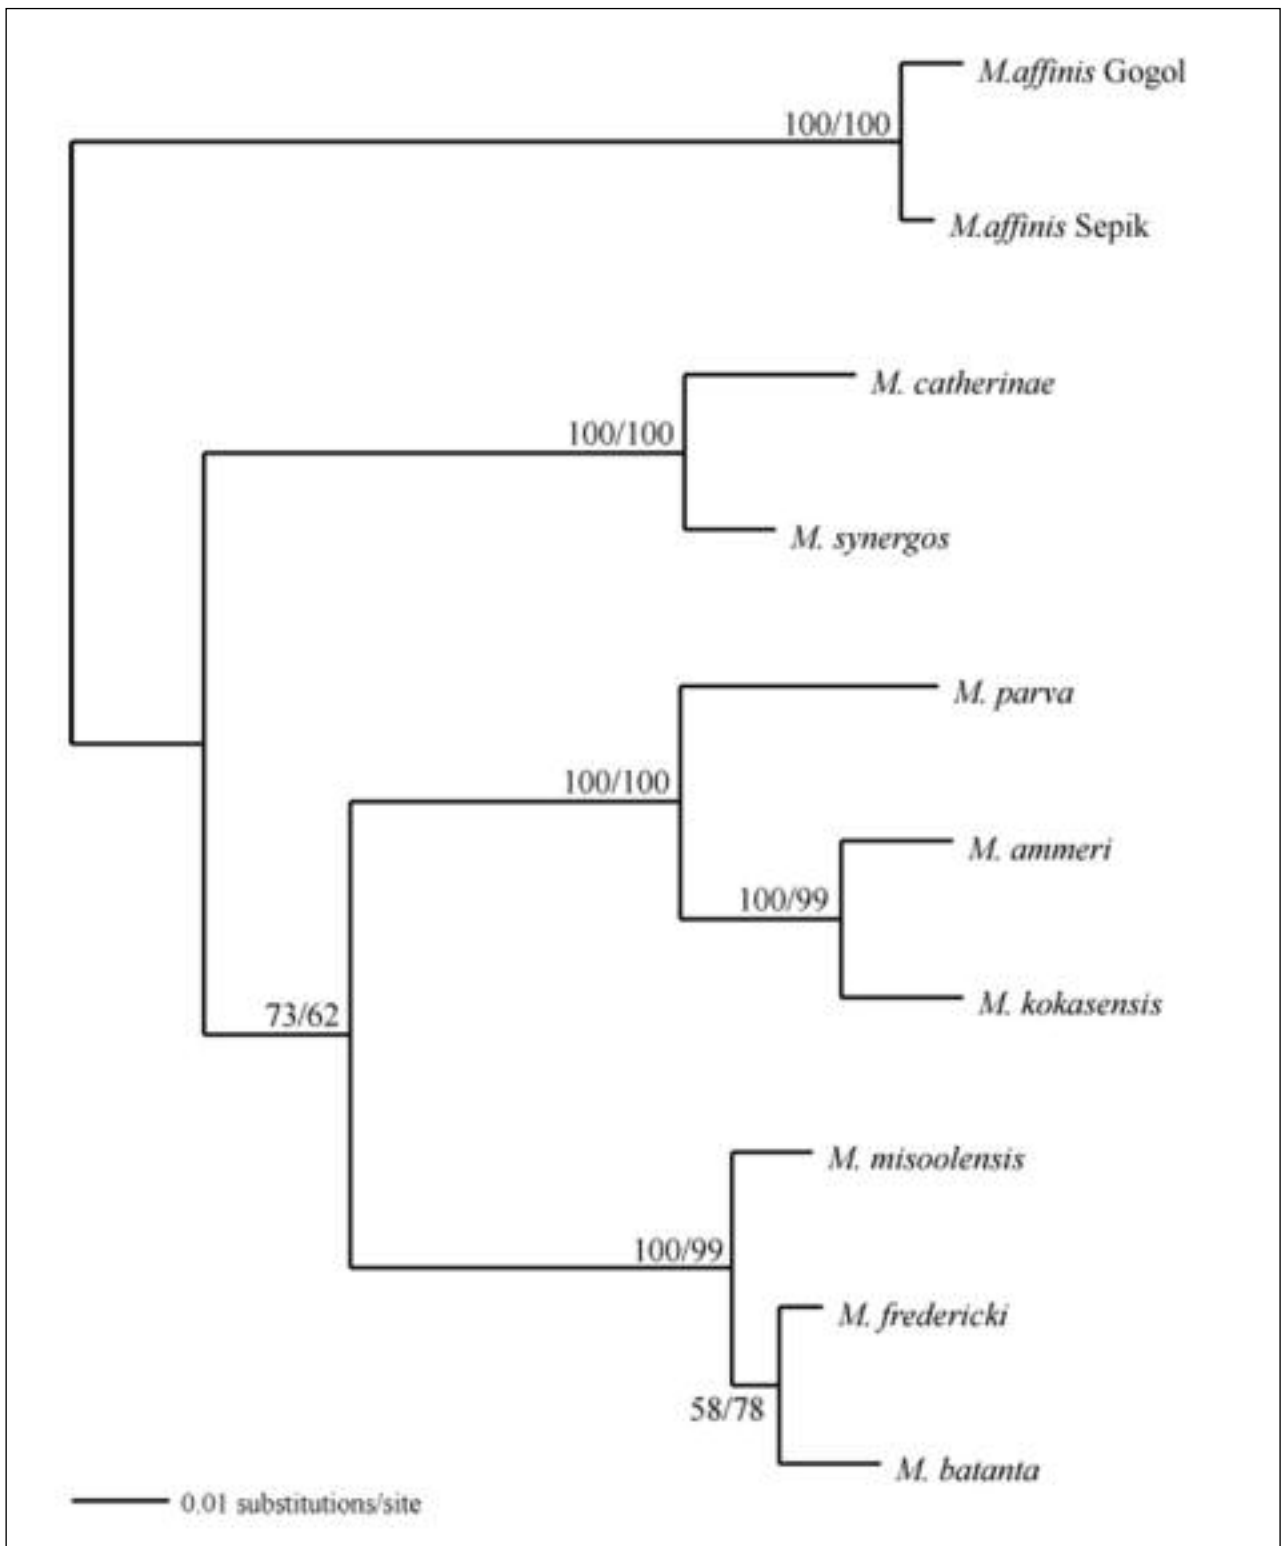 M.affinis Gogol
100/100
M.affinis Sepik
M. catherinae
100/100
M. synergos
M. parva
100/100
M. ammeri
100/99
M. kokasensis
73/62
M. misoolensis
100/99
M. fredericki
58/78
M. batanta
0.01 substitutions/site